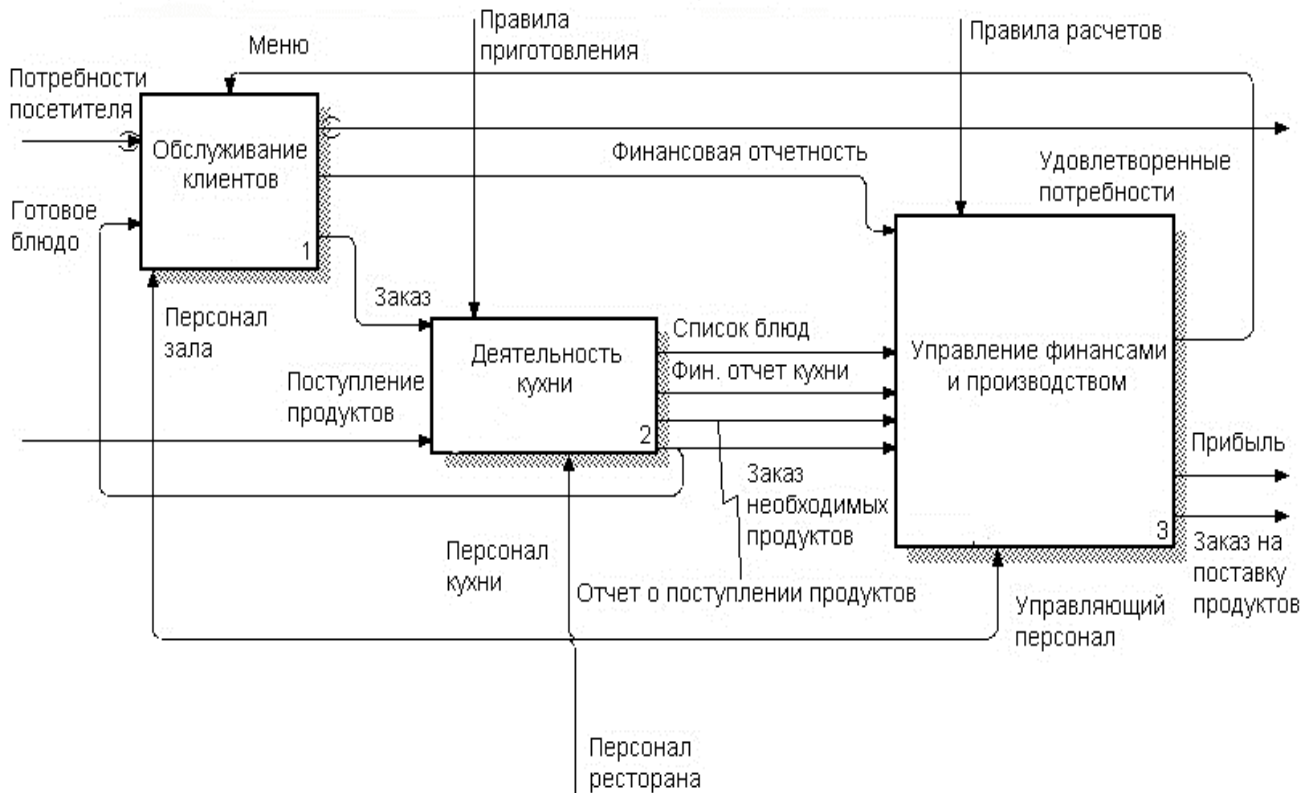 Правила
приготовления
Правила расчетов
Меню
Потребности
посетителя
Обслуживание
клиентов
1
Финансовая отчетность
Удовлетворенные
потребности
Готовое
блюдо
Заказ
Персонал
зала
Деятельность
кухни
2
Поступление
продуктов
Список блюд
Фин. отчет кухни
Управление финансами
и производством
3
Прибыль
Заказ
необходимых
продуктов
Заказ на
поставку
продуктов
Персонал
кухни
Отчет о поступлении продуктов
Управляющий
персонал
Персонал
ресторана